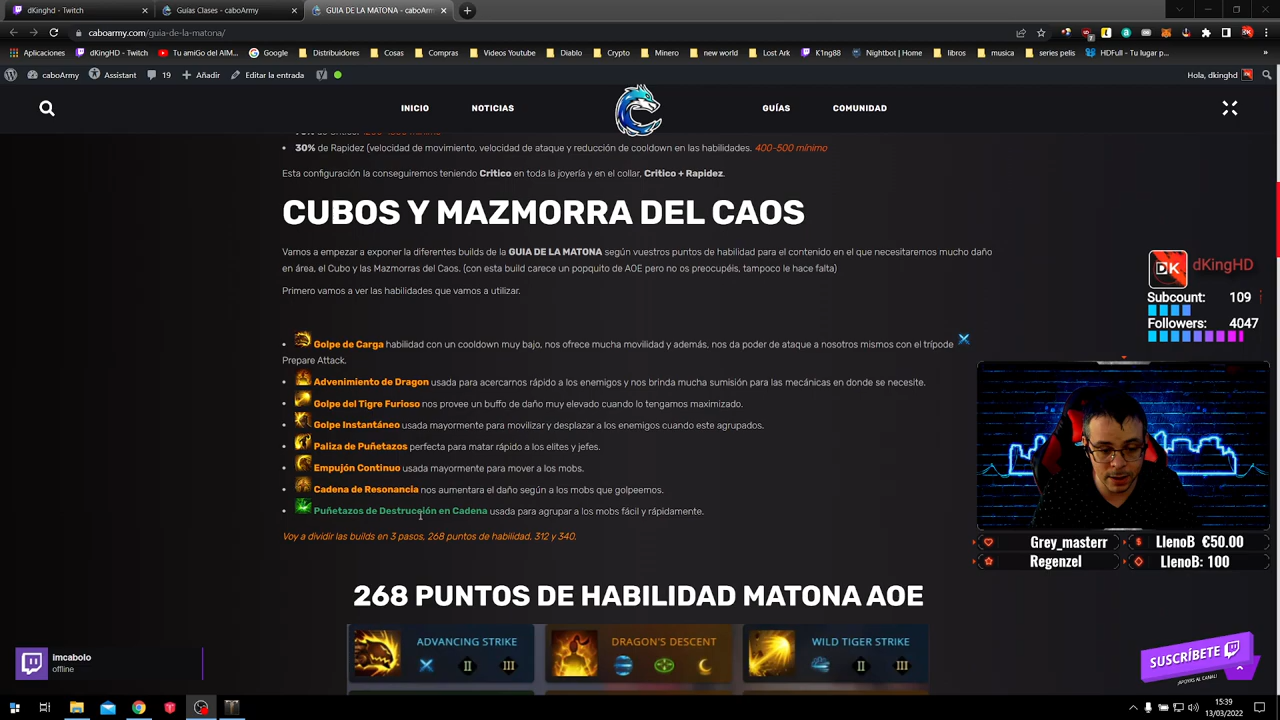 dKinghd - Twitch
Guías Clases - caboArmy
GUIA DE LA MATONA - caboArm
caboarmy.com/guia-de-la-matona/
Aplicaciones
dKINGHD - Twitch
Tu amiGo del AIM...
Google
Distribuidores
Cosas
Compras
Videos Youtube
Diablo
Crypto
Minero
new world
Lost Ark
K1ng88
Nightbot | Home
libros
musica
series pelis
HDFull - Tu lugar p...
caboArmy
Assistant
19
Añadir
Editar la entrada
Hola, dkinghd
INICIO
NOTICIAS
GUÍAS
COMUNIDAD
30% de Rapidez (velocidad de movimiento, velocidad de ataque y reducción de cooldown en las habilidades. 400-500 mínimo
Esta configuración la conseguiremos teniendo Critico en toda la joyería y en el collar, Critico + Rapidez.
CUBOS Y MAZMORRA DEL CAOS
Vamos a empezar a exponer la diferentes builds de la GUIA DE LA MATONA según vuestros puntos de habilidad para el contenido en el que necesitaremos mucho daño
en área, el Cubo y las Mazmorras del Caos. (con esta build carece un popquito de AOE pero no os preocupéis, tampoco le hace falta)
Primero vamos a ver las habilidades que vamos a utilizar.
Golpe de Carga habilidad con un cooldown muy bajo, nos ofrece mucha movilidad y además, nos da poder de ataque a nosotros mismos con el trípode
Prepare Attack.
Advenimiento de Dragon usada para acercarnos rápido a los enemigos y nos brinda mucha sumisión para las mecánicas en donde se necesite.
Golpe del Tigre Furioso nos provee un buffo de daño muy elevado cuando lo tengamos maximizado.
Golpe Instantáneo usada mayormente para movilizar y desplazar a los enemigos cuando este agrupados.
Paliza de Puñetazos perfecta para matar rápido a los elites y jefes.
Empujón Continuo usada mayormente para mover a los mobs.
Cadena de Resonancia nos aumentara el daño según a los mobs que golpeemos.
Puñetazos de Destrucción en Cadena usada para agrupar a los mobs fácil y rápidamente.
Voy a dividir las builds en 3 pasos, 268 puntos de habilidad, 312 y 340.
268 PUNTOS DE HABILIDAD MATONA AOE
ADVANCING STRIKE
II
III
DRAGON'S DESCENT
WILD TIGER STRIKE
II
III
DK dKingHD
Subcount: 109
Followers: 4047
Grey_masterr
LlenoB €50.00
Regenzel
LlenoB: 100
imcabolo
offline
SUSCRÍBETE
¡APOYAS AL CANAL!
15:39
13/03/2022